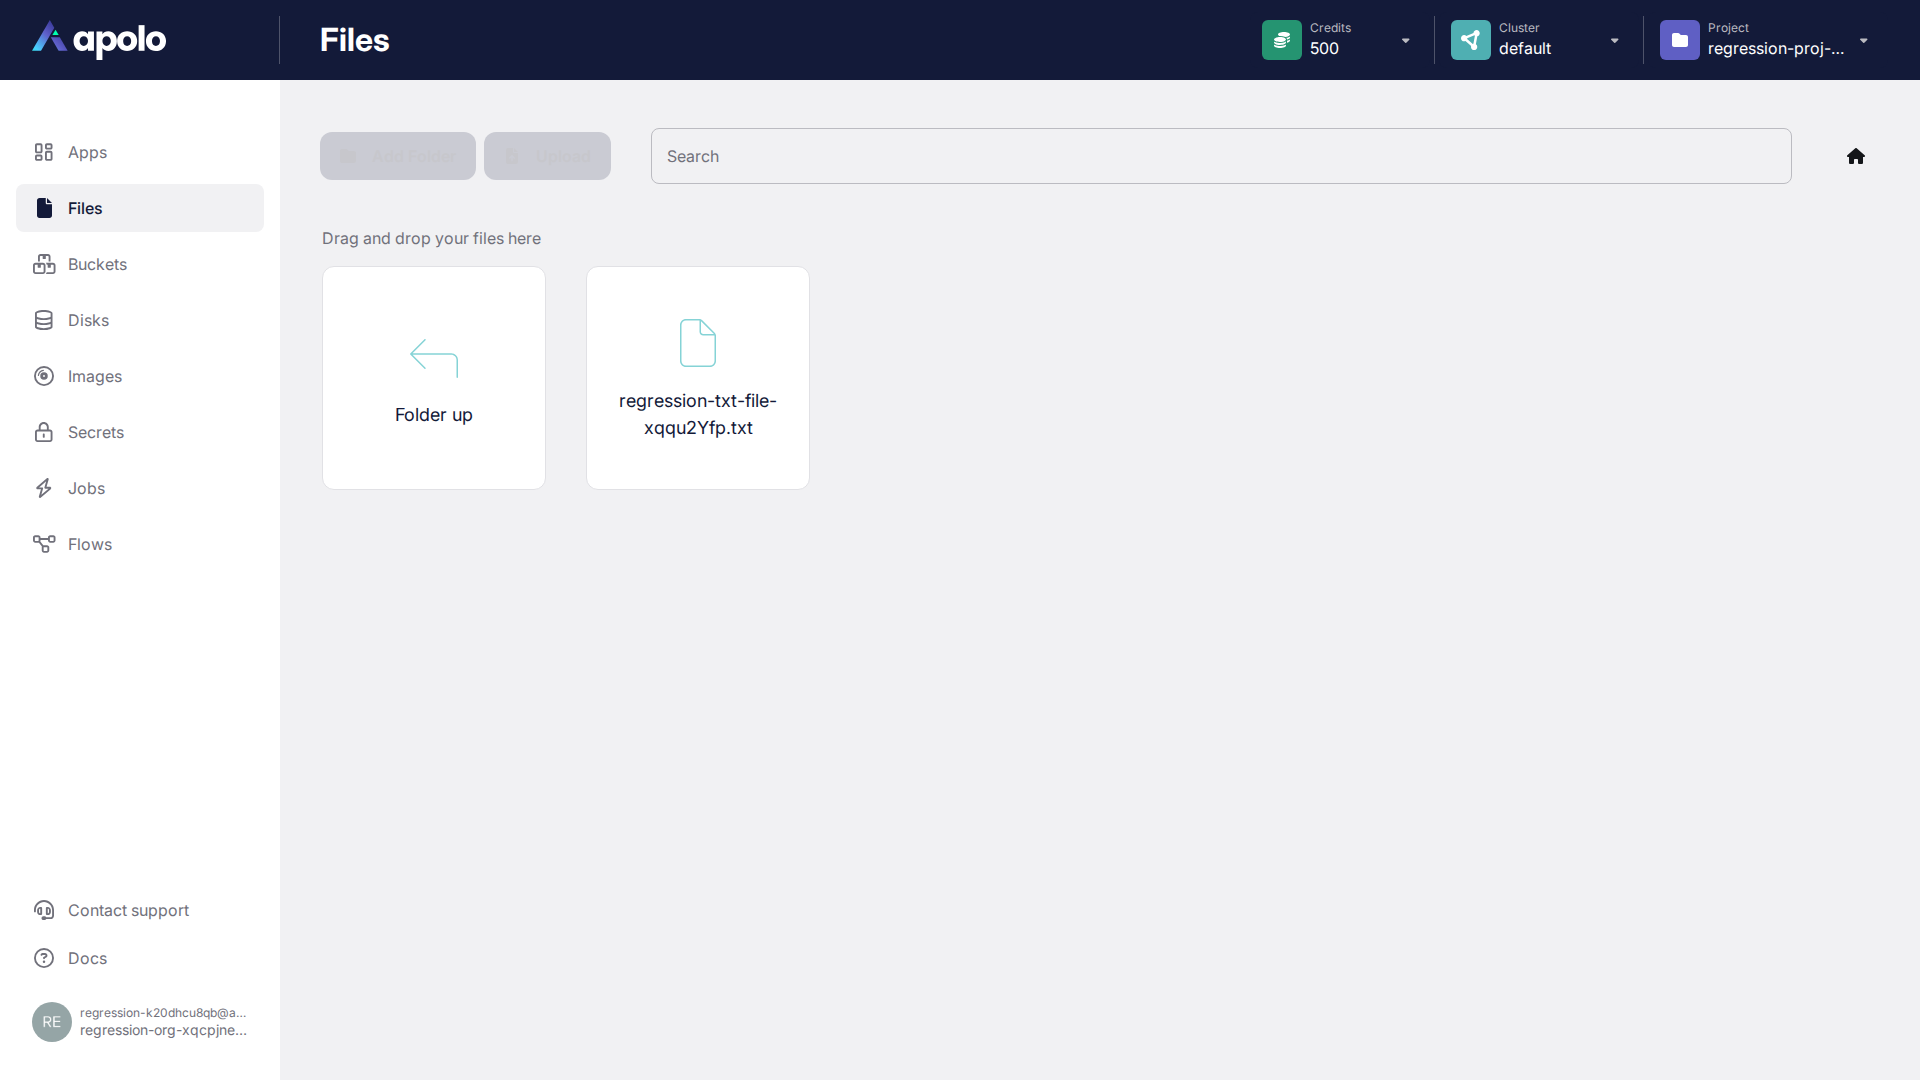 apolo
Files
Credits
500
Cluster
default
Project
regression-proj-...
Apps
Files
Buckets
Disks
Images
Secrets
Jobs
Flows
Add Folder
Upload
Search
Drag and drop your files here
Folder up
regression-txt-file-
xqqu2Yfp.txt
Contact support
Docs
RE
regression-k20dhcu8qb@a...
regression-org-xqcpjne...